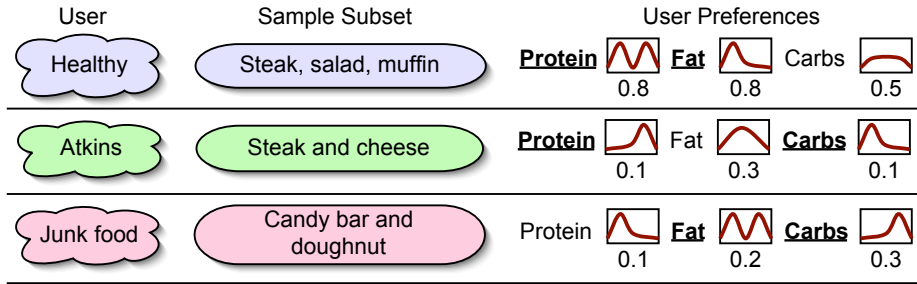 User Sample Subset User Preferences
Healthy Steak, salad, muffin Protein Fat Carbs
0.8 0.8 0.5
Atkins Steak and cheese Protein Fat Carbs
0.1 0.3 0.1
Junk food Candy bar and doughnut Protein Fat Carbs
0.1 0.2 0.3